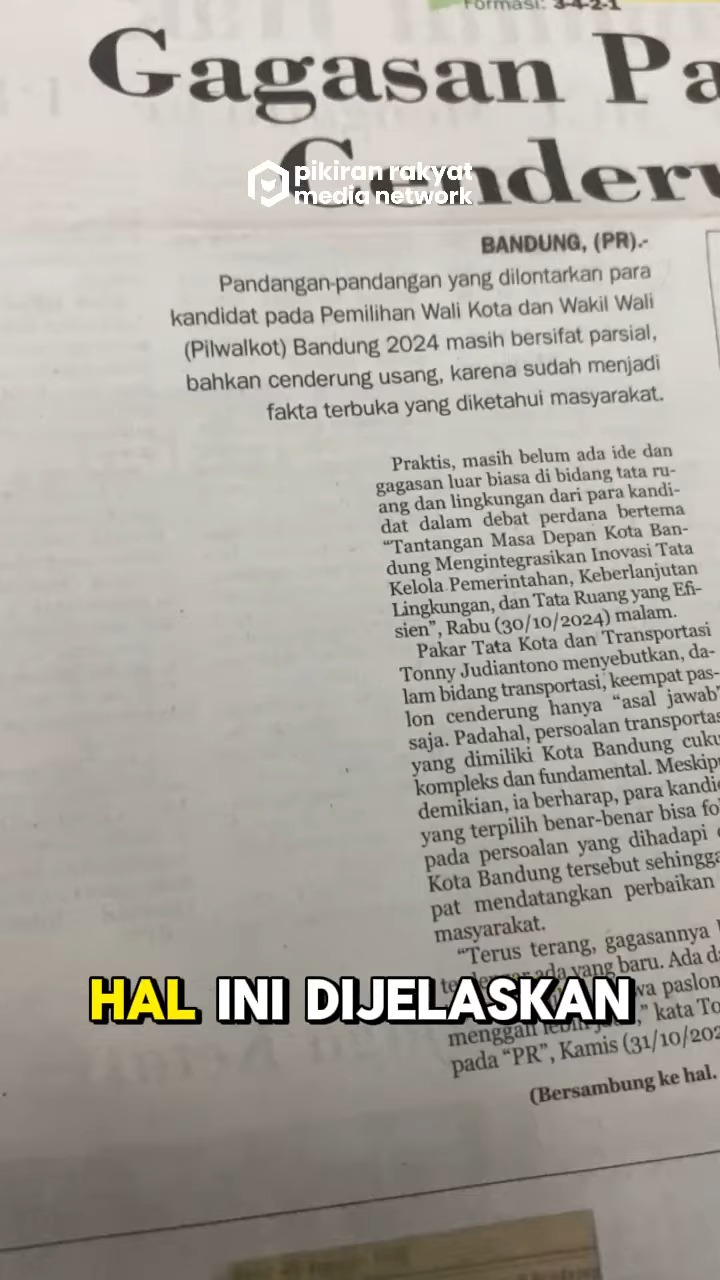 Formasi: 3-4-2-1
Gagasan Pa
Cender
pikiran rakyat
media network
BANDUNG, (PR).-
Pandangan-pandangan yang dilontarkan para
kandidat pada Pemilihan Wali Kota dan Wakil Wali
(Pilwalkot) Bandung 2024 masih bersifat parsial,
bahkan cenderung usang, karena sudah menjadi
fakta terbuka yang diketahui masyarakat.
Praktis, masih belum ada ide dan
gagasan luar biasa di bidang tata ru-
ang dan lingkungan dari para kandi-
dat dalam debat perdana bertema
“Tantangan Masa Depan Kota Ban-
dung Mengintegrasikan Inovasi Tata
Kelola Pemerintahan, Keberlanjutan
Lingkungan, dan Tata Ruang yang Efi-
sien”, Rabu (30/10/2024) malam.
Pakar Tata Kota dan Transportasi
Tonny Judiantono menyebutkan, da-
lam bidang transportasi, keempat pas-
lon cenderung hanya “asal jawab”
saja. Padahal, persoalan transportas
yang dimiliki Kota Bandung cuku
kompleks dan fundamental. Meskip
demikian, ia berharap, para kandi
yang terpilih benar-benar bisa fo
pada persoalan yang dihadapi
Kota Bandung tersebut sehingga
pat mendatangkan perbaikan
masyarakat.
“Terus terang, gagasannya
ada yang baru. Ada d
wa paslon
HAL INI DIJELASKAN
menggali ” kata To
pada “PR”, Kamis (31/10/202
(Bersambung ke hal.